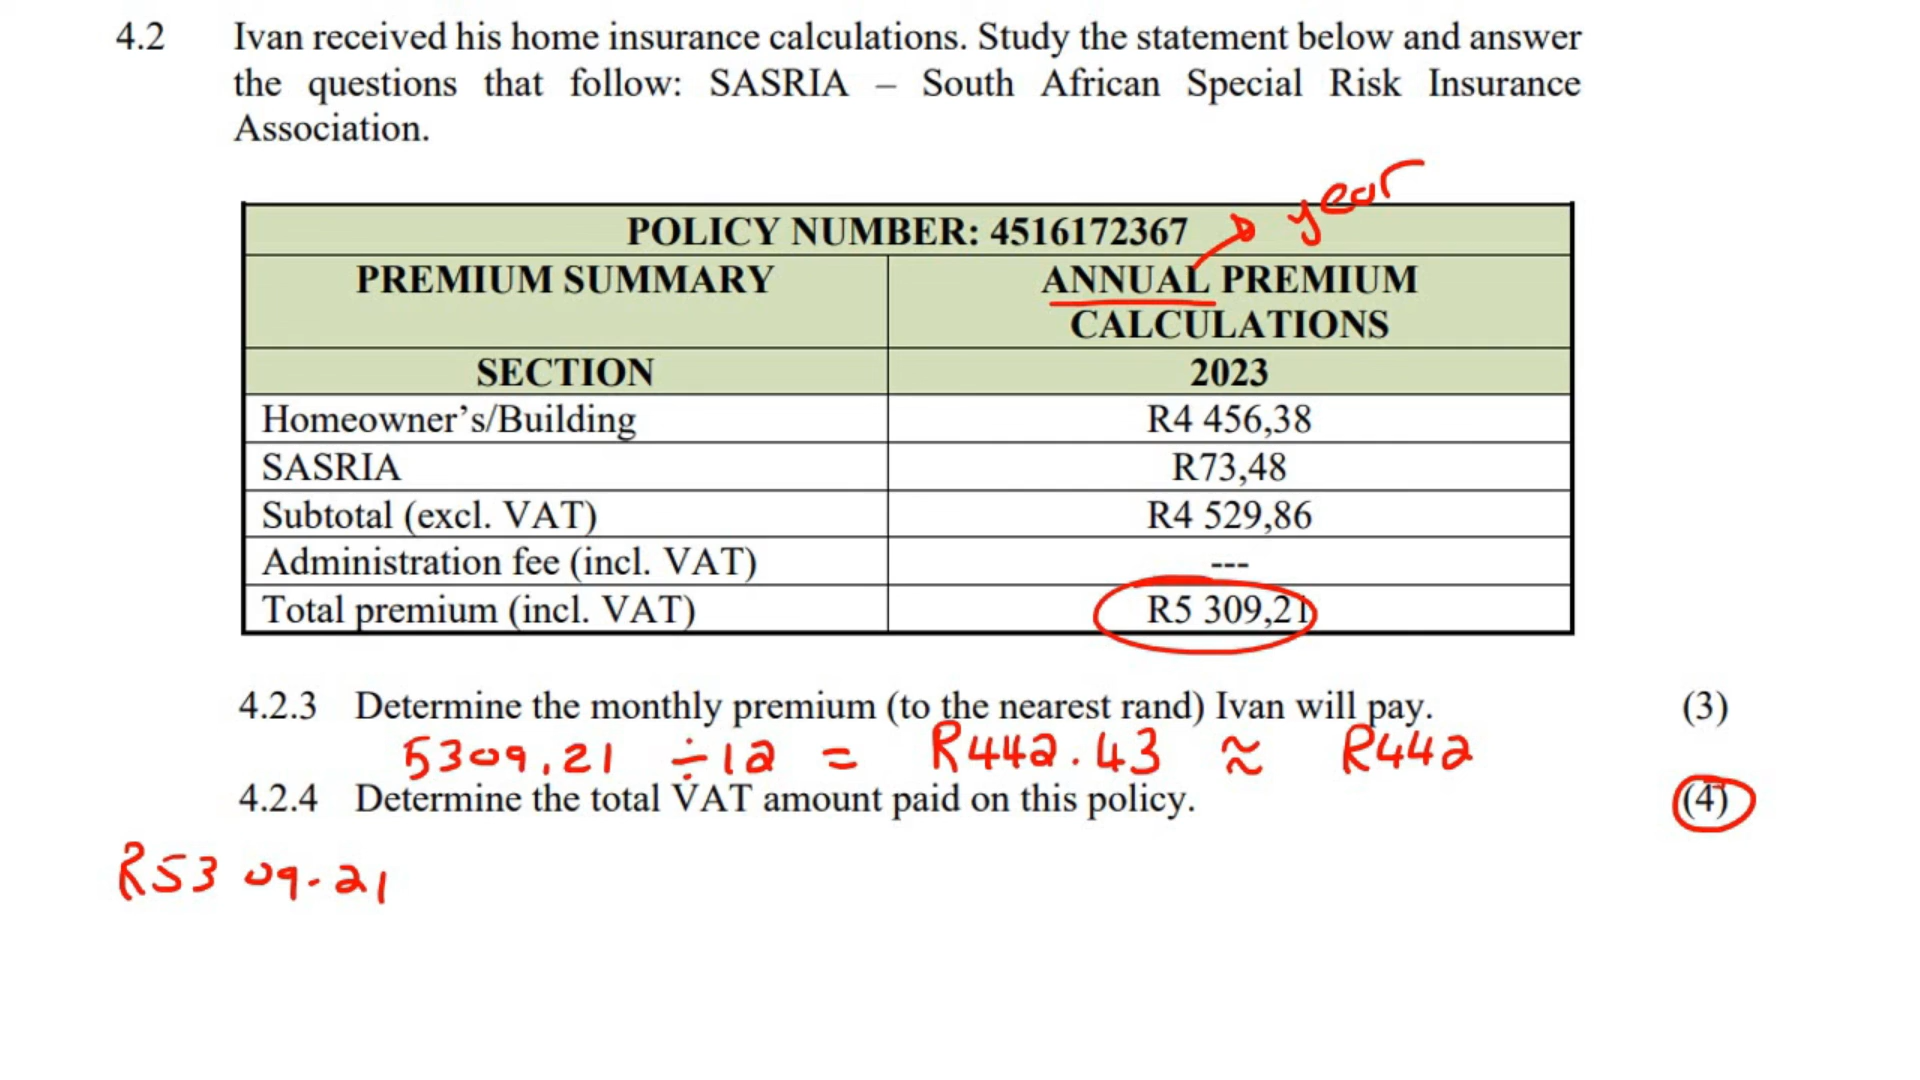 4.2 Ivan received his home insurance calculations. Study the statement below and answer
the questions that follow: SASRIA – South African Special Risk Insurance
Association.
year
POLICY NUMBER: 4516172367
PREMIUM SUMMARY ANNUAL PREMIUM
CALCULATIONS
SECTION 2023
Homeowner’s/Building R4 456,38
SASRIA R73,48
Subtotal (excl. VAT) R4 529,86
Administration fee (incl. VAT) ---
Total premium (incl. VAT) R5 309,21
4.2.3 Determine the monthly premium (to the nearest rand) Ivan will pay. (3)
5309,21 ÷12 = R442.43 ≈ R442
4.2.4 Determine the total VAT amount paid on this policy. (4)
R5309.21